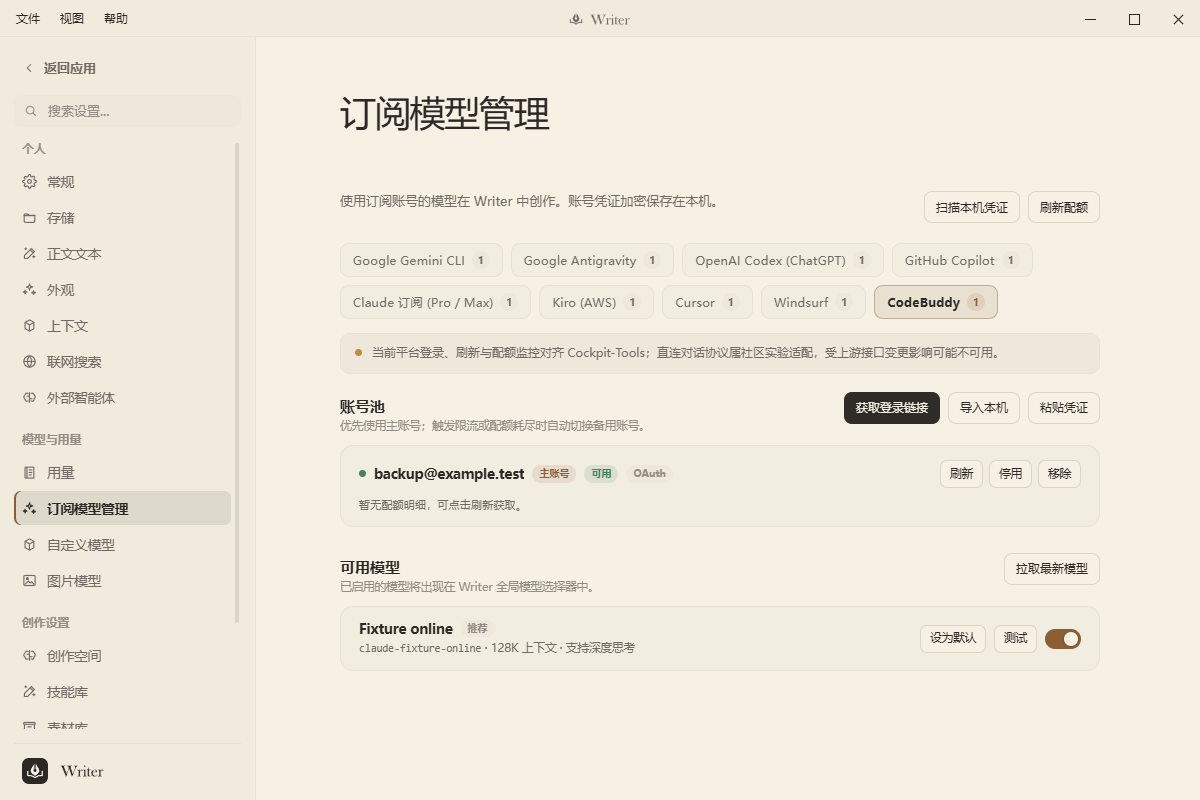 文件 视图 帮助 Writer
返回应用
搜索设置...
个人
常规
存储
正文文本
外观
上下文
联网搜索
外部智能体
模型与用量
用量
订阅模型管理
自定义模型
图片模型
创作设置
创作空间
技能库
素材库
Writer
订阅模型管理
使用订阅账号的模型在 Writer 中创作。账号凭证加密保存在本机。
扫描本机凭证 刷新配额
Google Gemini CLI 1 Google Antigravity 1 OpenAI Codex (ChatGPT) 1 GitHub Copilot 1
Claude 订阅 (Pro / Max) 1 Kiro (AWS) 1 Cursor 1 Windsurf 1 CodeBuddy 1
当前平台登录、刷新与配额监控对齐 Cockpit-Tools；直连对话协议属社区实验适配，受上游接口变更影响可能不可用。
账号池
优先使用主账号；触发限流或配额耗尽时自动切换备用账号。
获取登录链接 导入本机 粘贴凭证
backup@example.test 主账号 可用 OAuth
刷新 停用 移除
暂无配额明细，可点击刷新获取。
可用模型
已启用的模型将出现在 Writer 全局模型选择器中。
拉取最新模型
Fixture online 推荐
claude-fixture-online · 128K 上下文 · 支持深度思考
设为默认 测试